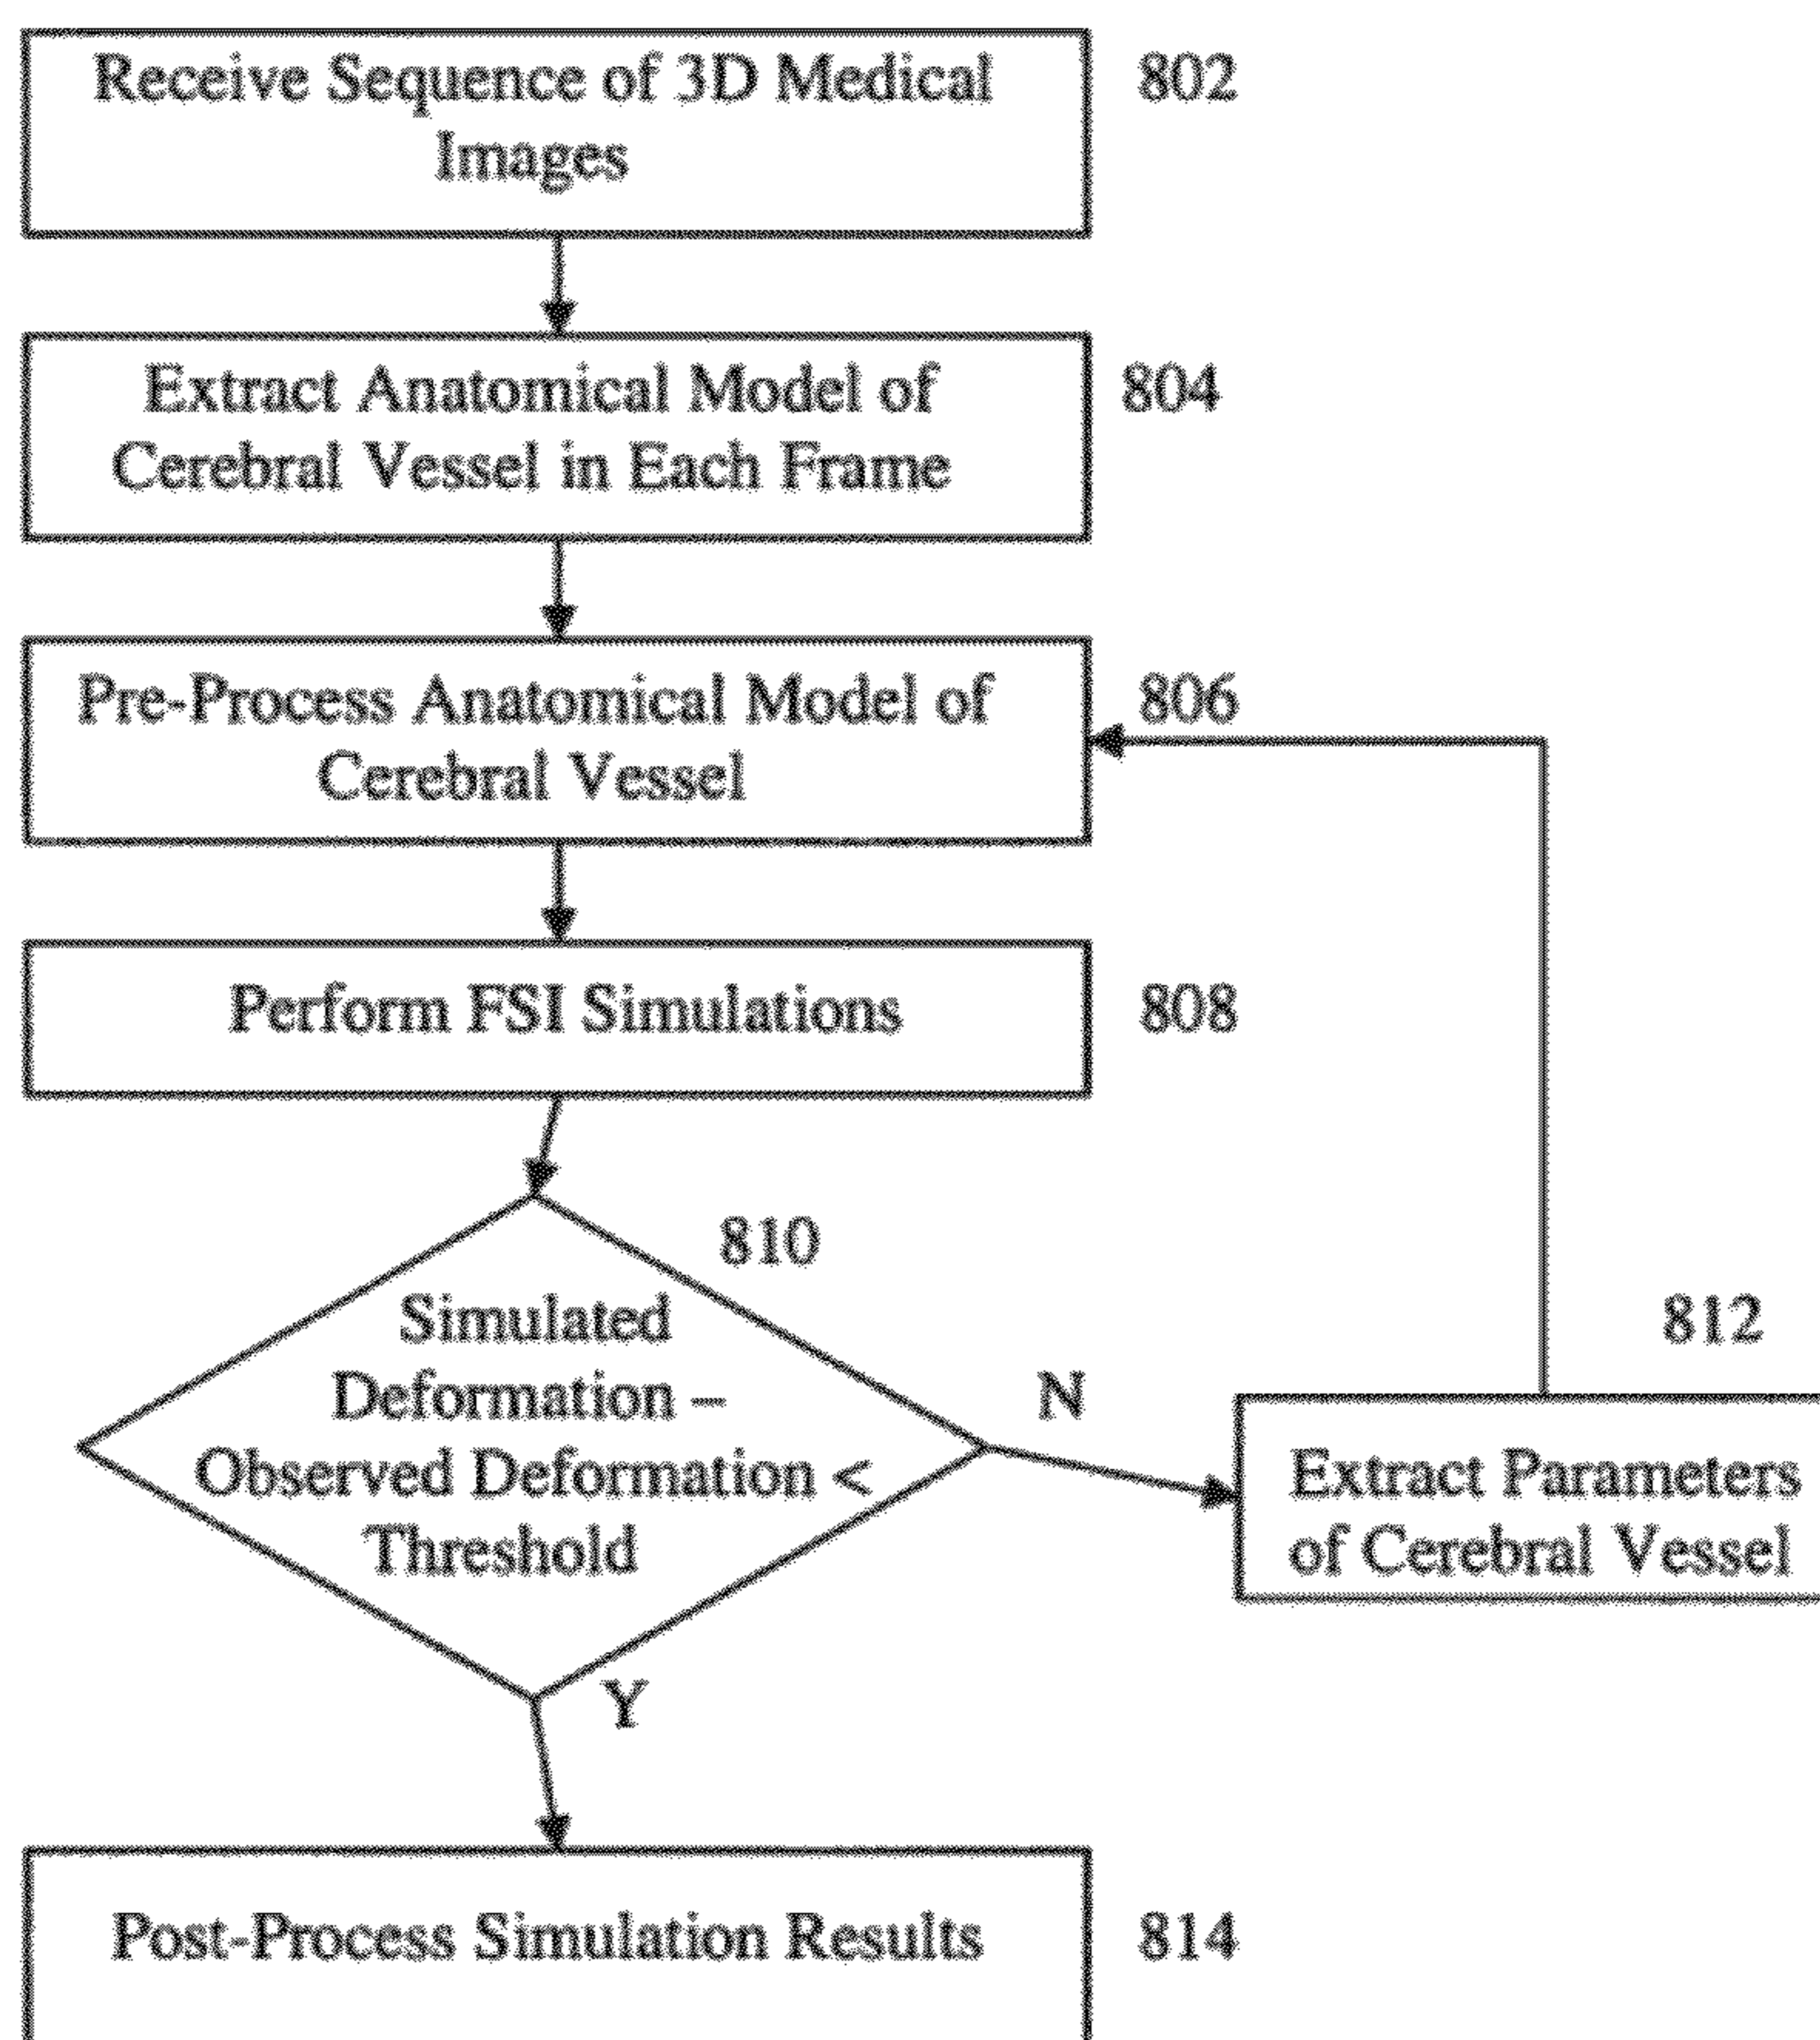 Receive Sequence of 3D Medical
Images
802
Extract Anatomical Model of
Cerebral Vessel in Each Frame
804
Pre-Process Anatomical Model of
Cerebral Vessel
806
Perform FSI Simulations
808
810
Simulated
Deformation –
Observed Deformation <
Threshold
N
812
Extract Parameters
of Cerebral Vessel
Y
Post-Process Simulation Results
814